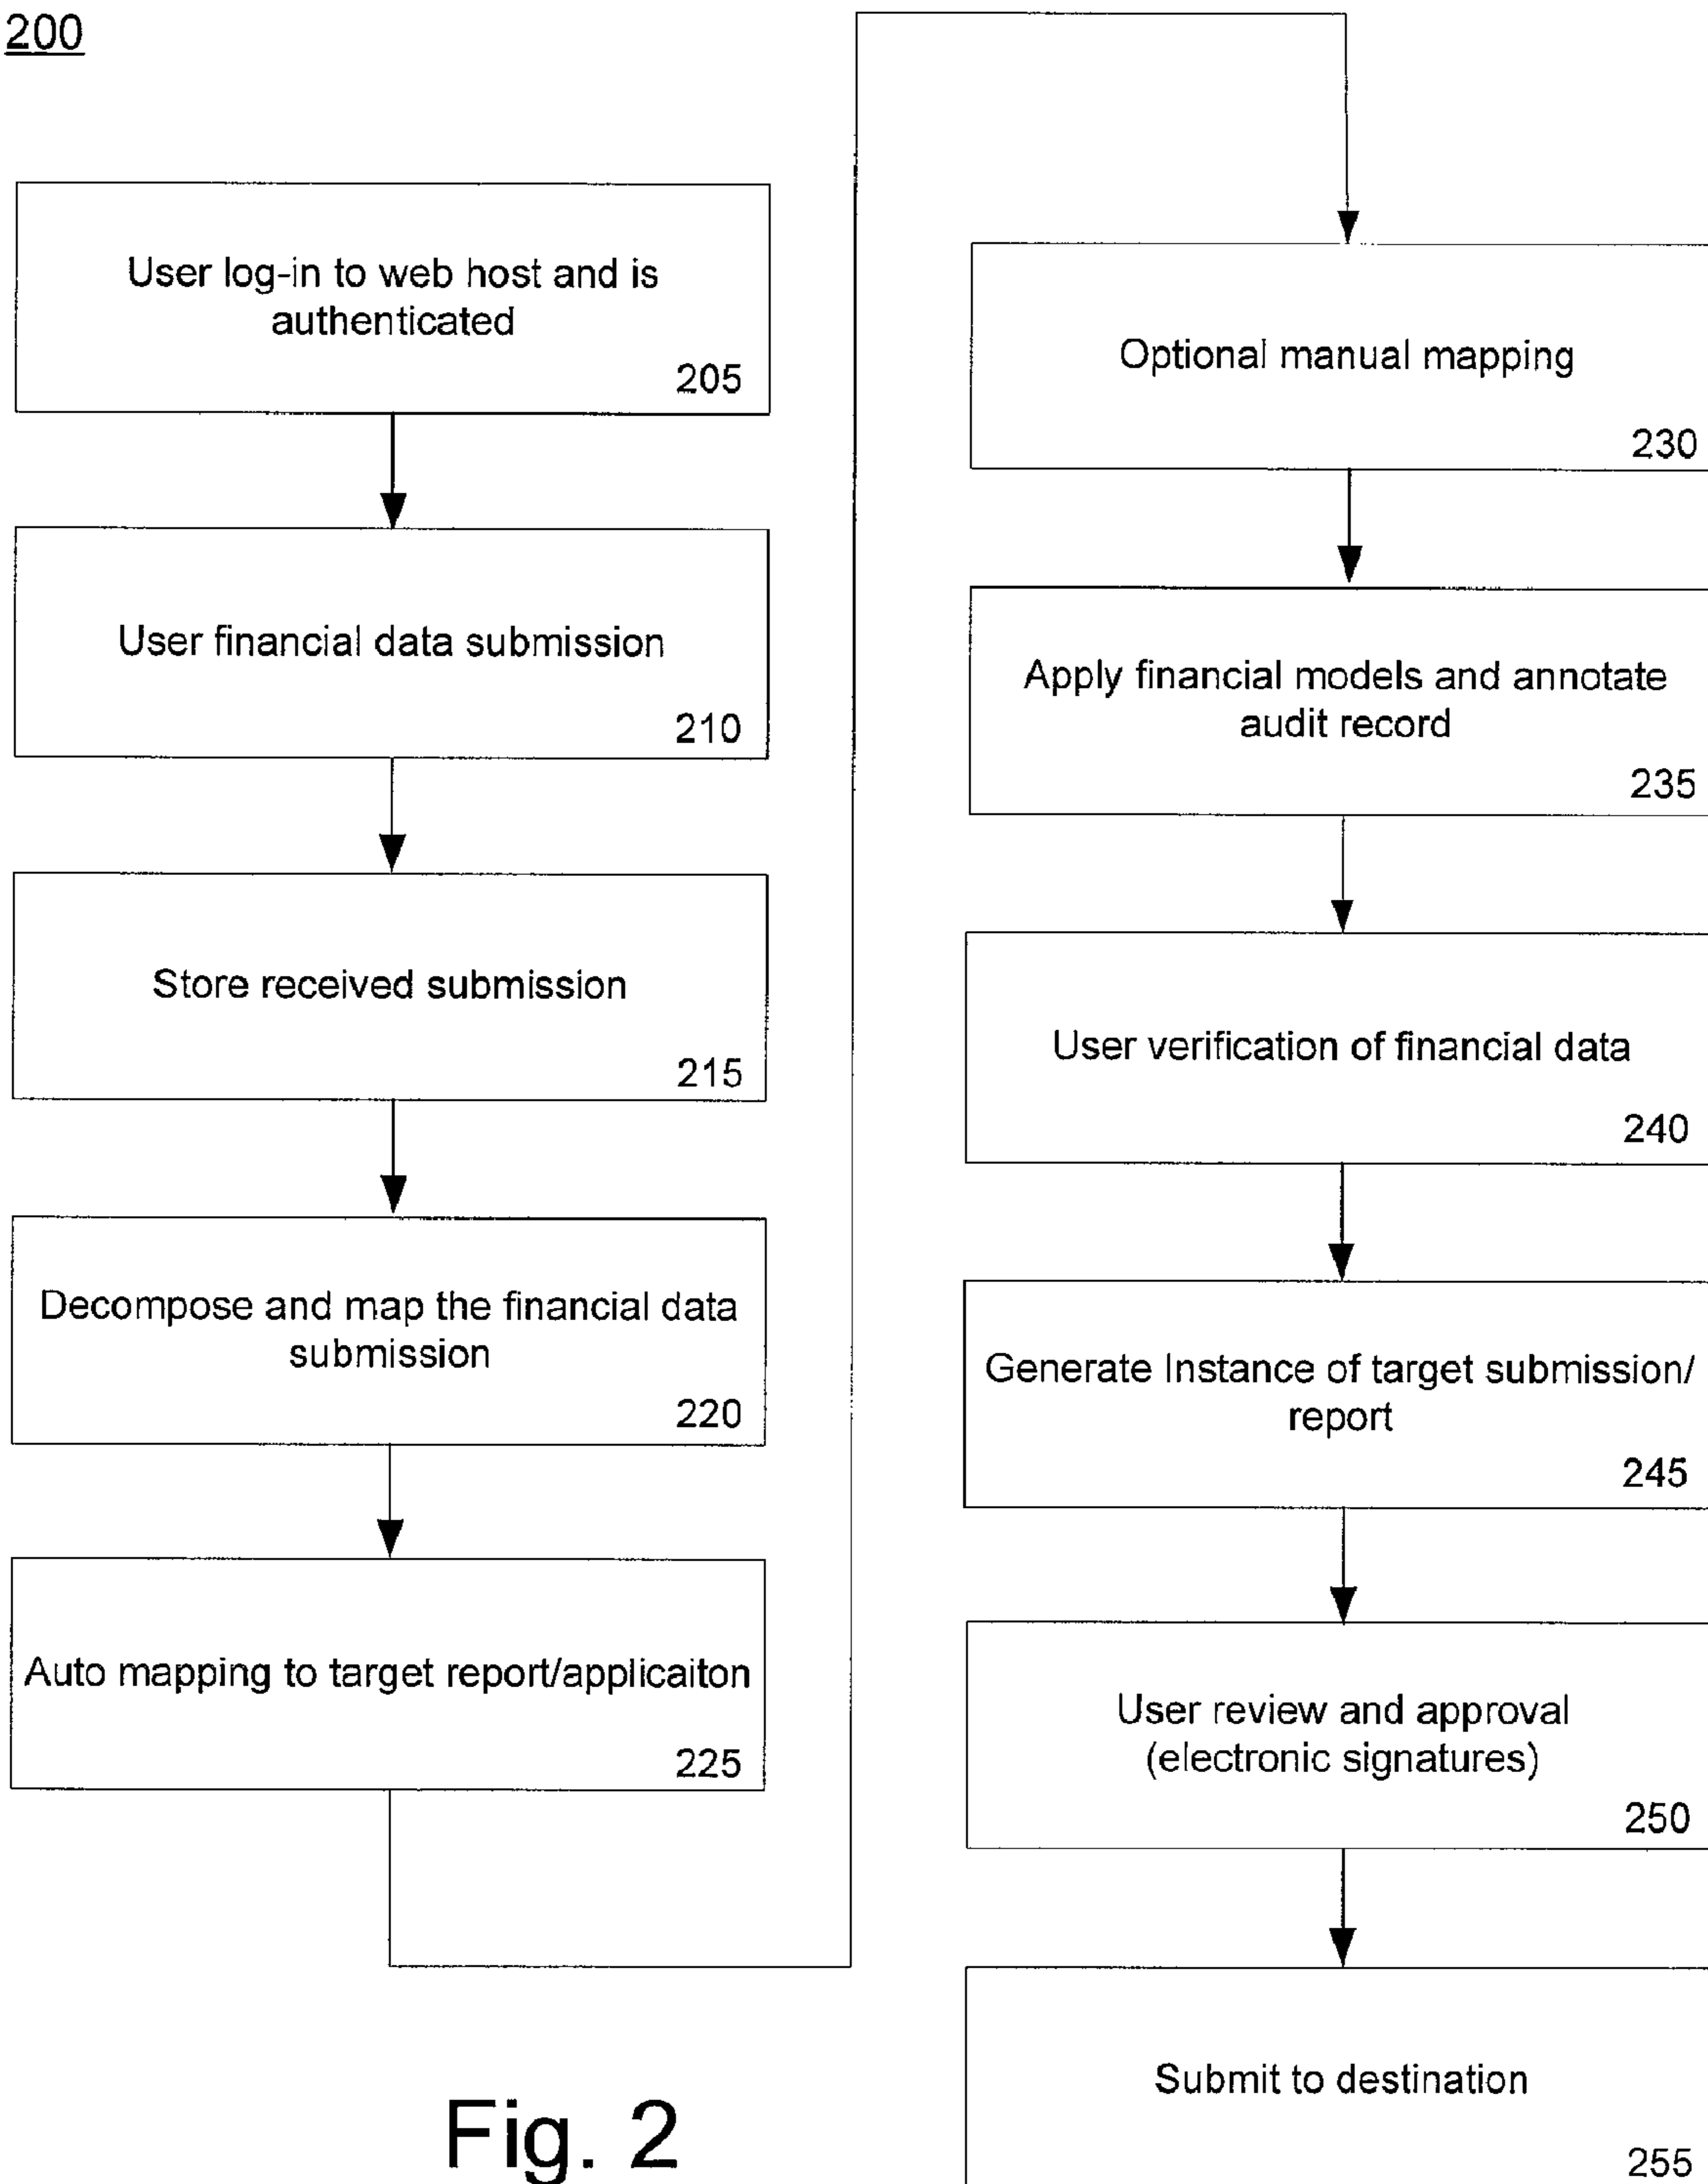 200
User log-in to web host and is
authenticated
205
User financial data submission
210
Store received submission
215
Decompose and map the financial data
submission
220
Auto mapping to target report/applicaiton
225
Optional manual mapping
230
Apply financial models and annotate
audit record
235
User verification of financial data
240
Generate Instance of target submission/
report
245
User review and approval
(electronic signatures)
250
Submit to destination
255
Fig. 2